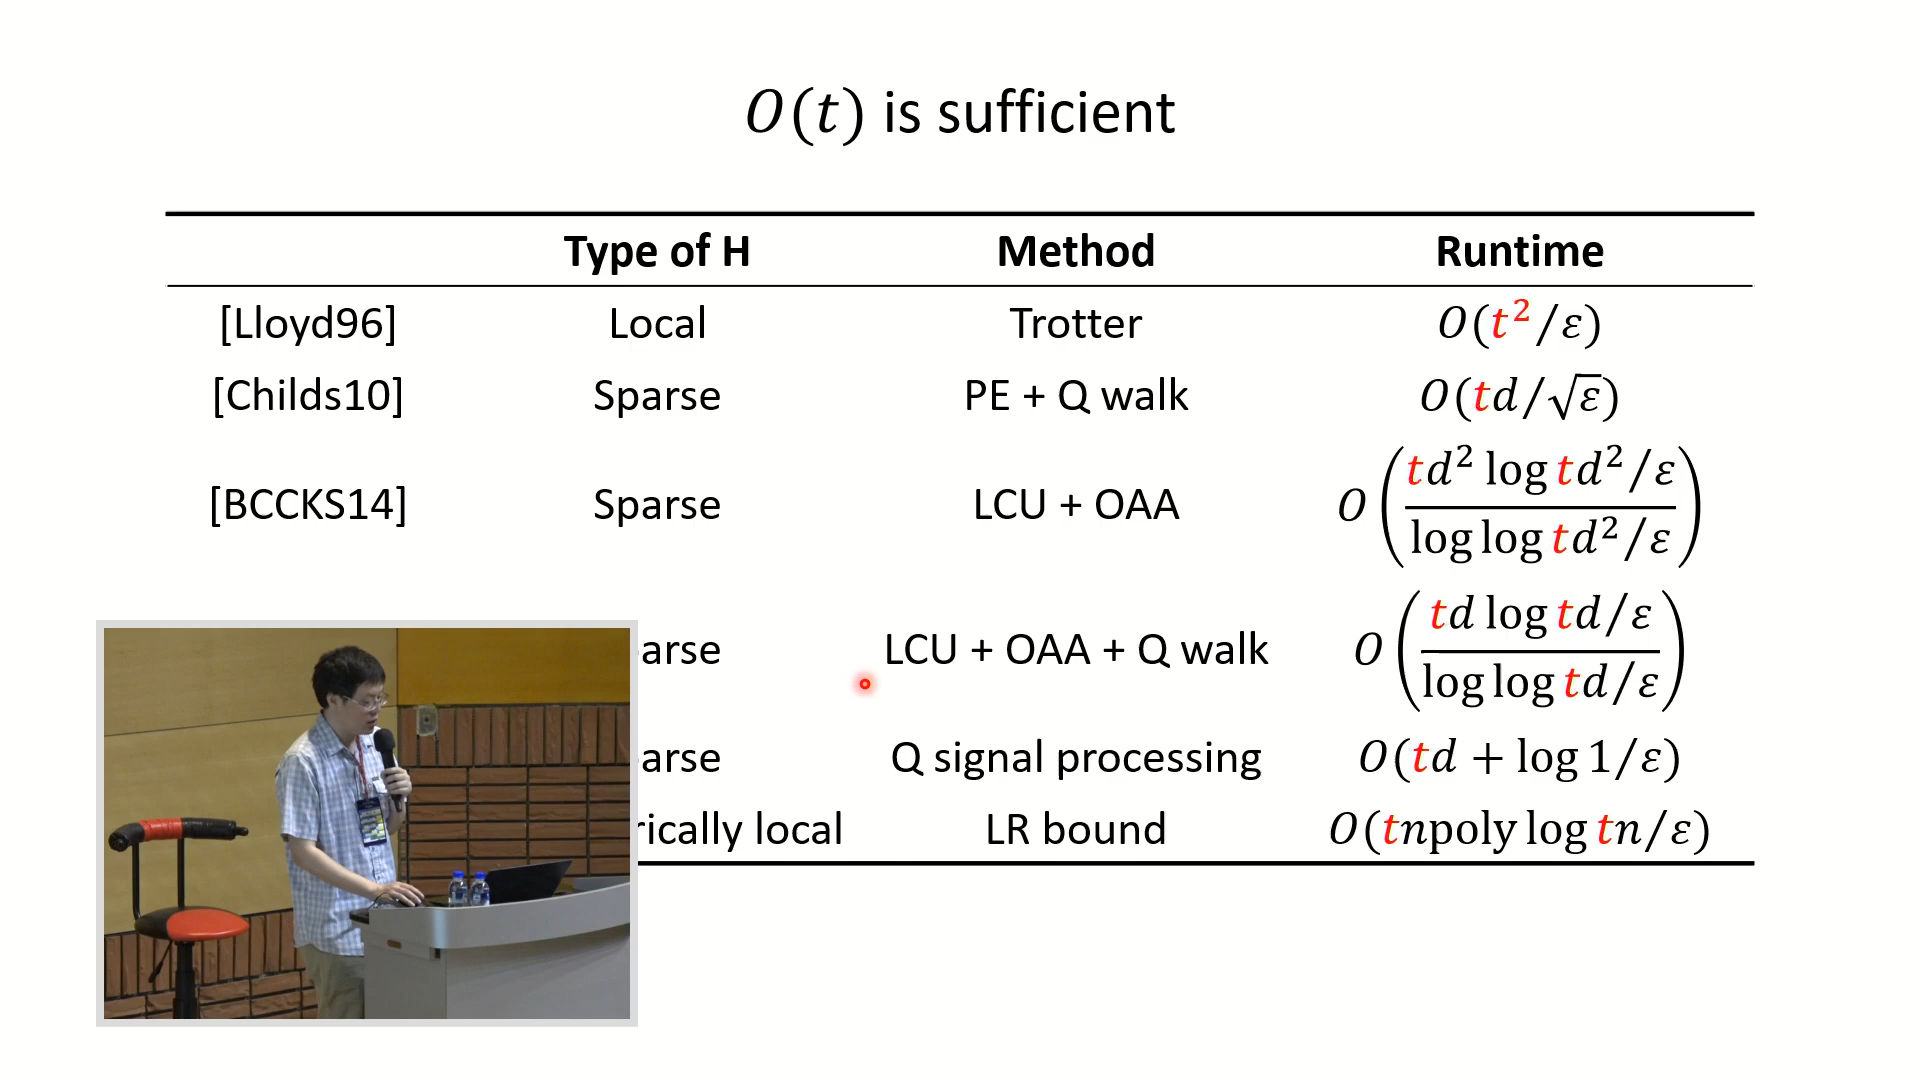 O(t) is sufficient
Type of H Method Runtime
[Lloyd96] Local Trotter O(t²/ε)
[Childs10] Sparse PE + Q walk O(td/√ε)
[BCCKS14] Sparse LCU + OAA O(td² log td²/ε / log log td²/ε)
arse LCU + OAA + Q walk O(td log td/ε / log log td/ε)
arse Q signal processing O(td + log 1/ε)
rically local LR bound O(tnpoly log tn/ε)